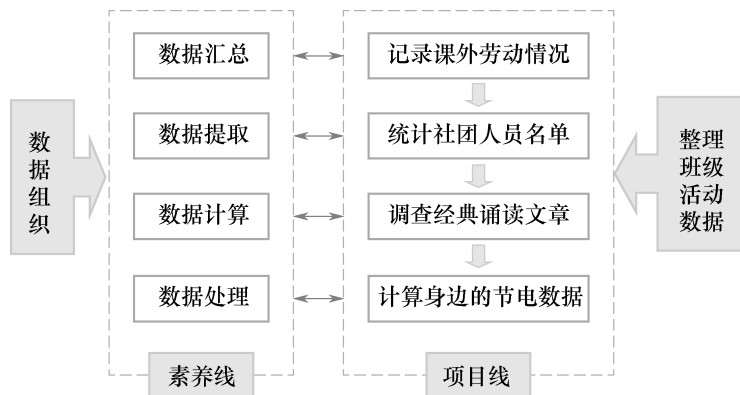 数据汇总
记录课外劳动情况
数据提取
统计社团人员名单
数据计算
调查经典诵读文章
数据处理
计算身边的节电数据
数据组织
整理
班级
活动
数据
素养线
项目线